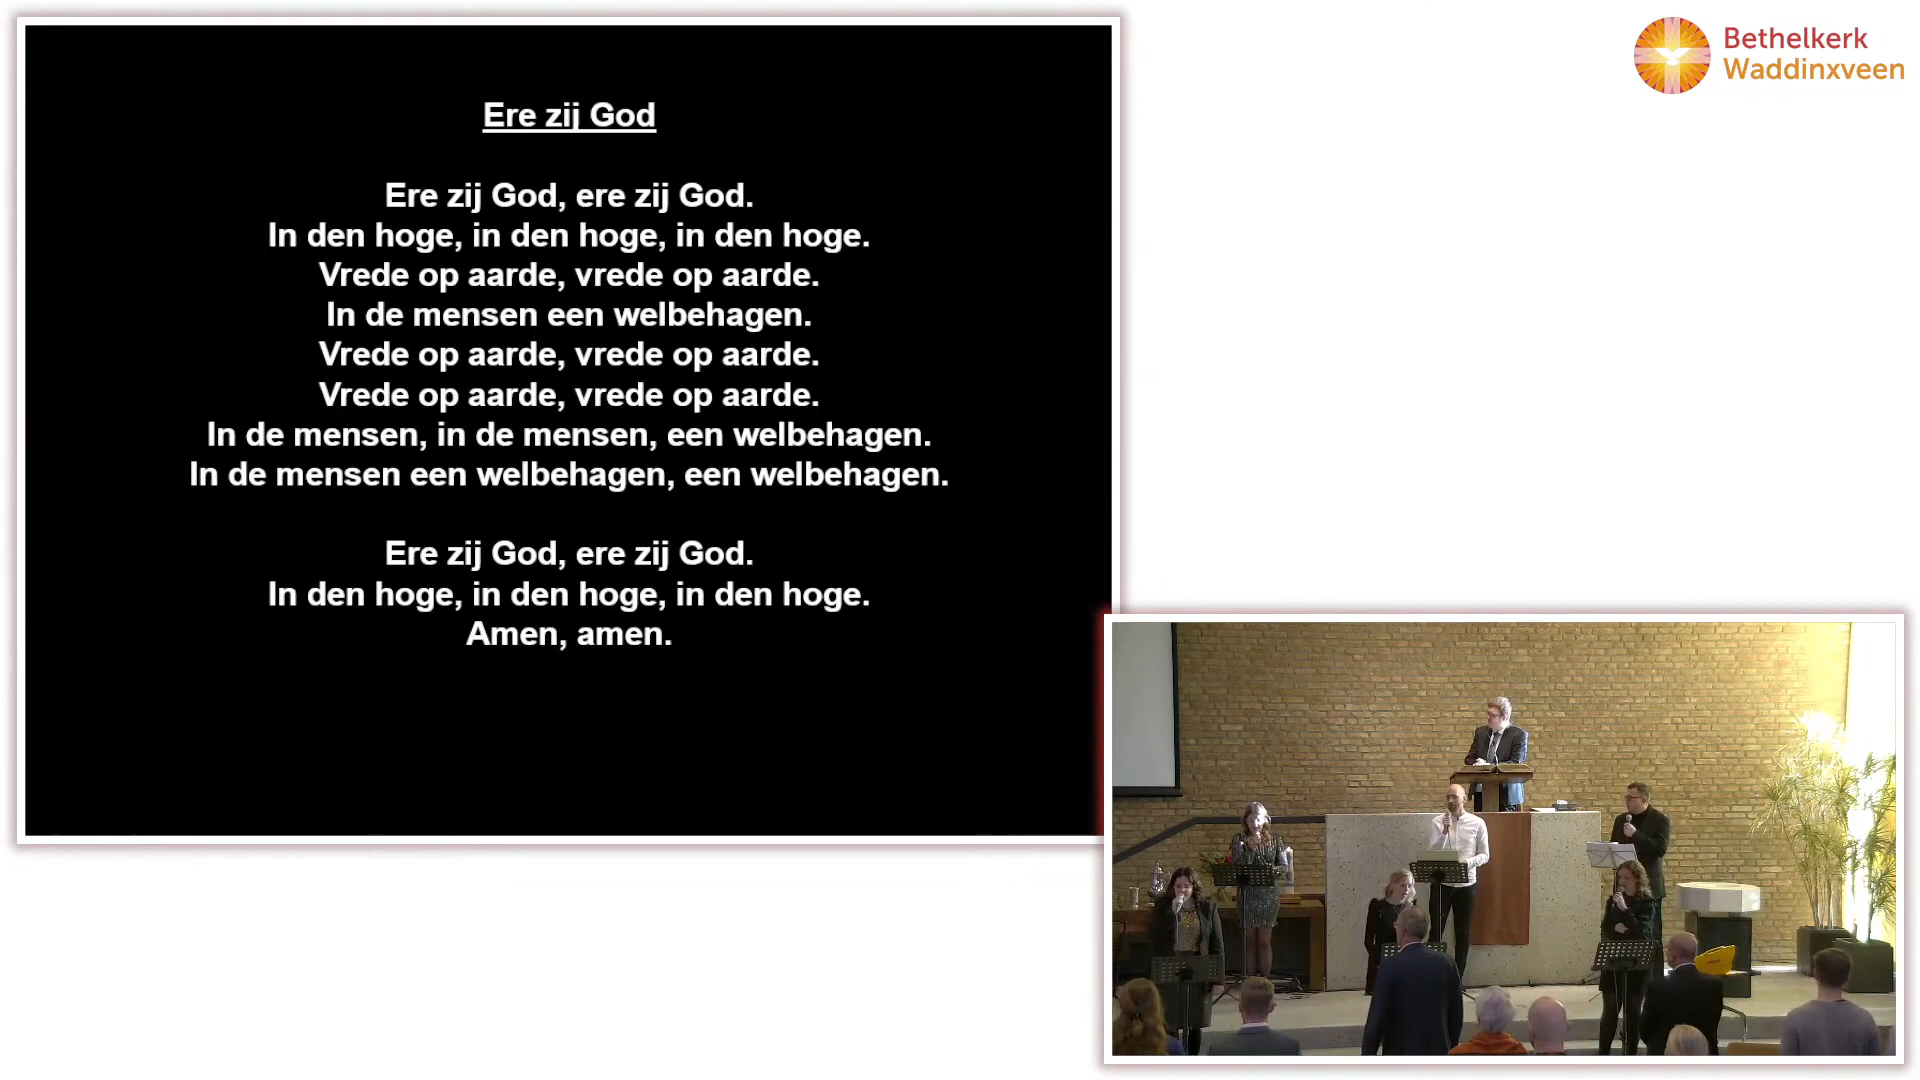 Ere zij God
Ere zij God, ere zij God.
In den hoge, in den hoge, in den hoge.
Vrede op aarde, vrede op aarde.
In de mensen een welbehagen.
Vrede op aarde, vrede op aarde.
Vrede op aarde, vrede op aarde.
In de mensen, in de mensen, een welbehagen.
In de mensen een welbehagen, een welbehagen.
Ere zij God, ere zij God.
In den hoge, in den hoge, in den hoge.
Amen, amen.
Bethelkerk
Waddinxveen